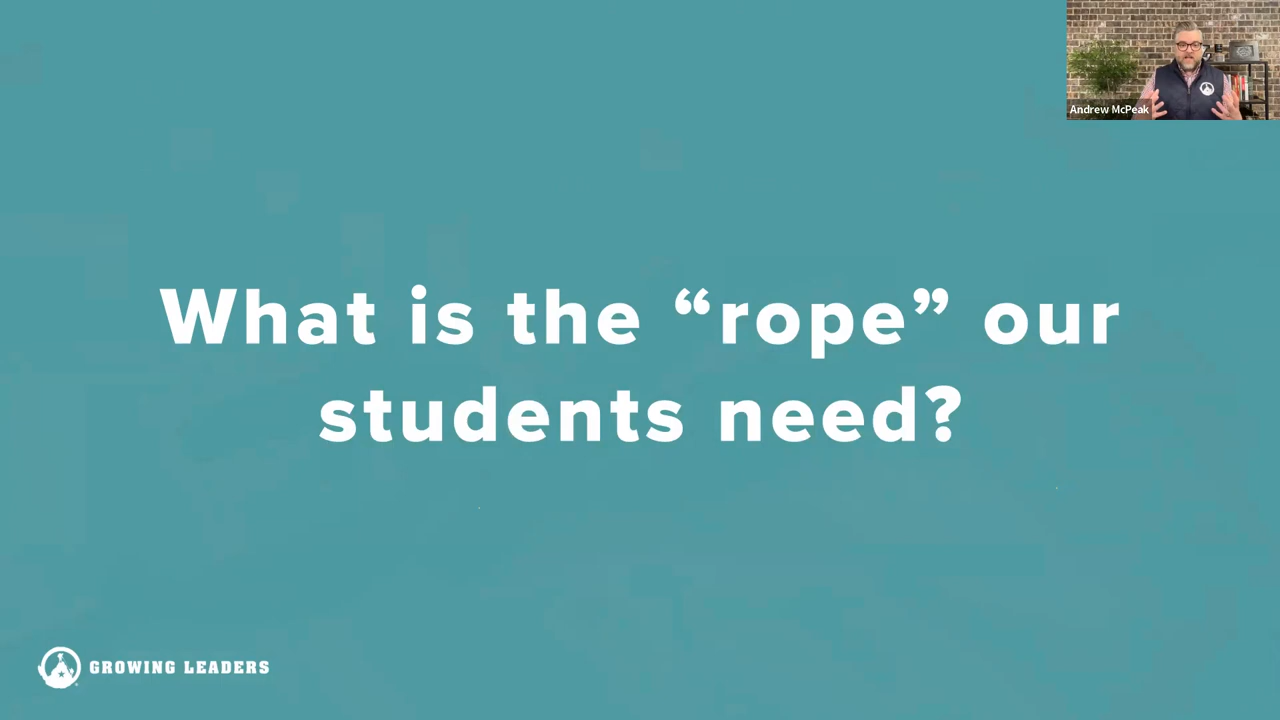 Andrew McPeak
What is the “rope” our
students need?
GROWING LEADERS